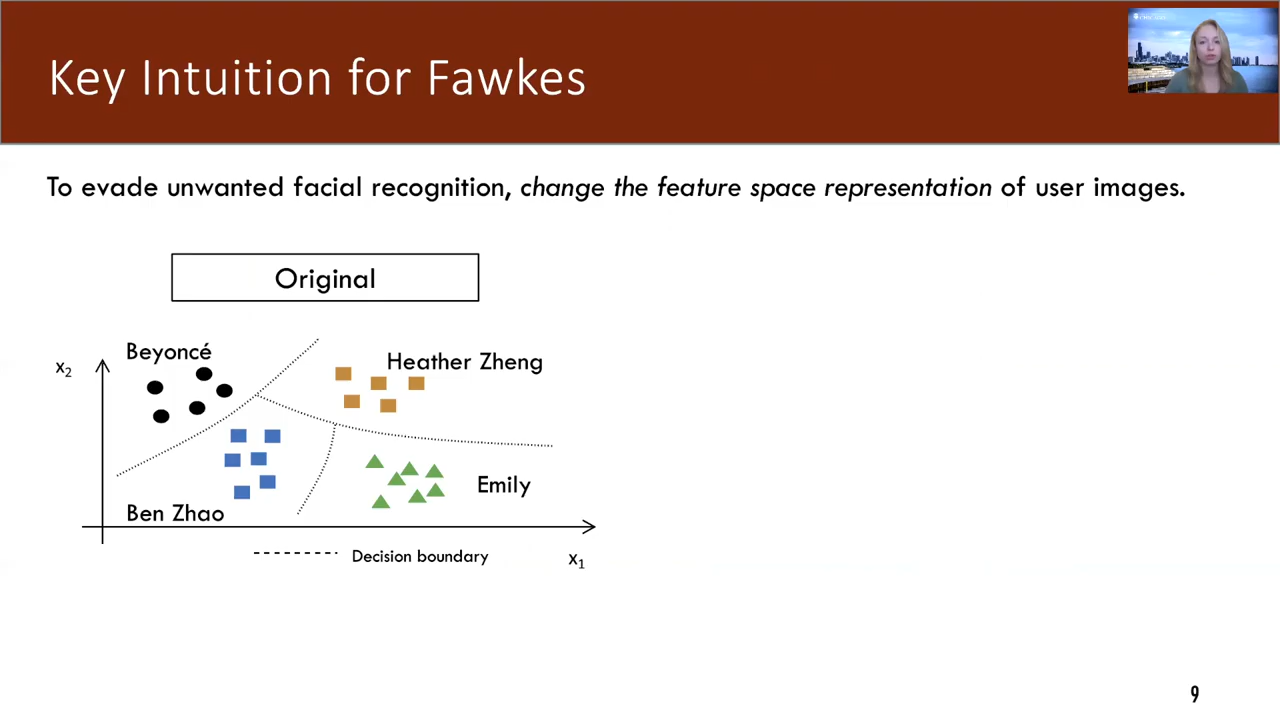 Key Intuition for Fawkes
To evade unwanted facial recognition, change the feature space representation of user images.
Original
Beyoncé
Heather Zheng
x2
Emily
Ben Zhao
Decision boundary
x1
9